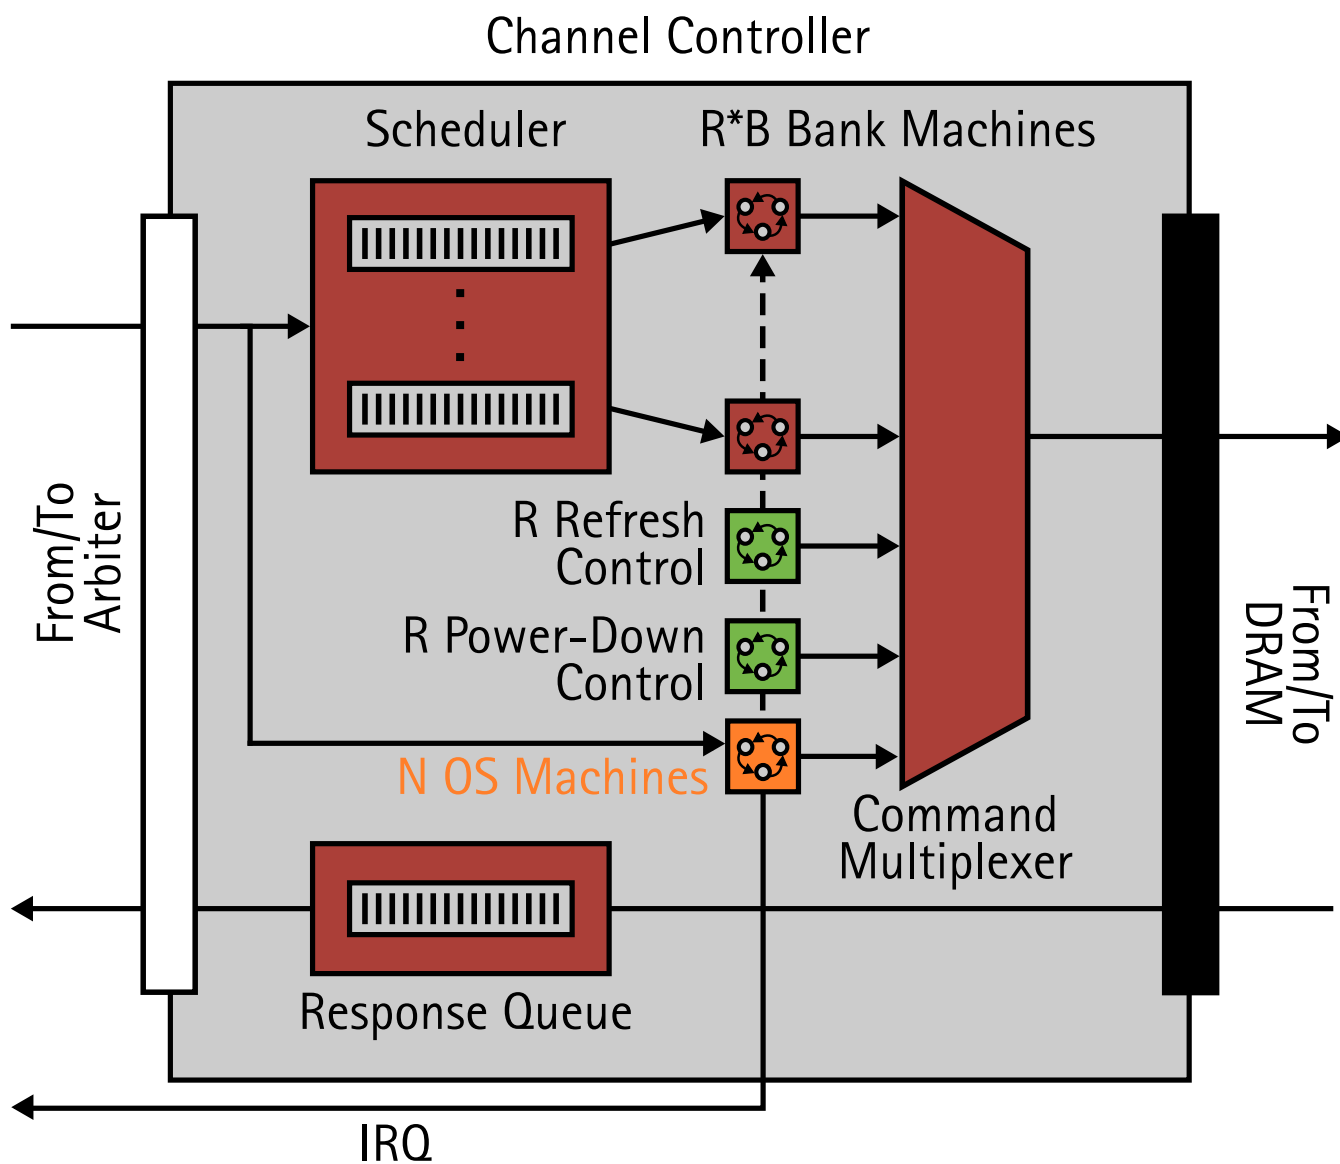 Channel Controller
Scheduler
R*B Bank Machines
From/To
Arbiter
R Refresh
Control
R Power-Down
Control
N OS Machines
Command
Multiplexer
From/To
DRAM
Response Queue
IRQ